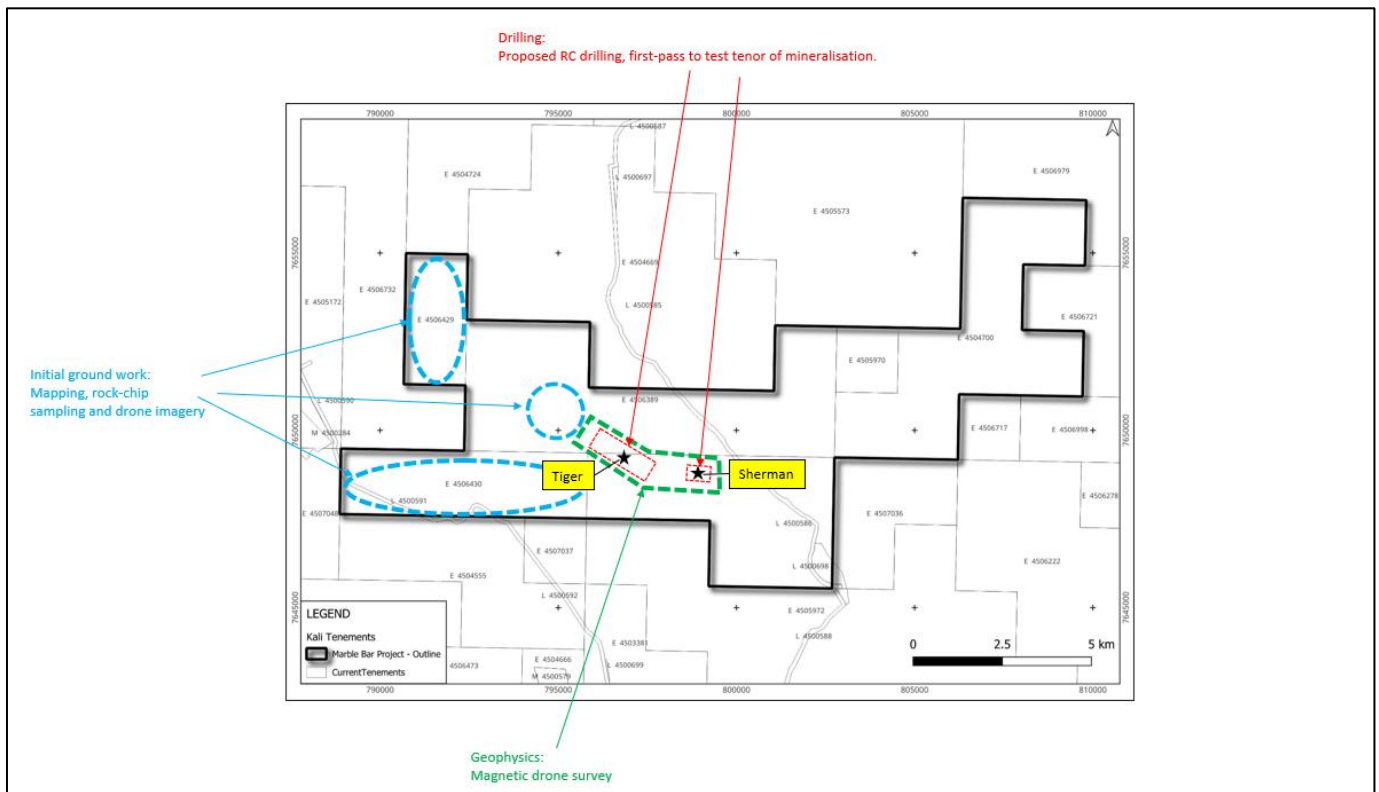 Drilling:
Proposed RC drilling, first-pass to test tenor of mineralisation.
790000
795000
800000
805000
810000
L 4500687
E 4504724
L 4500697
E 4506979
E 4505573
7655000
7655000
E 4504669
E 4506732
E 4505172
L 4500585
E 4506429
E 4506721
E 4504700
E 4505970
Initial ground work:
Mapping, rock-chip
sampling and drone imagery
L 4500590
E 4506389
M 4500284
7650000
E 4506717
E 4506998
7650000
Tiger
Sherman
E 4506430
L 4500591
E 4506278
E 4507048
L 4500586
E 4507036
E 4507037
L 4500698
E 4506222
E 4504555
L 4500592
E 4505972
7645000
7645000
LEGEND
Kali Tenements
Marble Bar Project - Outline
CurrentTenements
L 4500588
E 4503381
0
2.5
5 km
E 4504666
L 4500699
4506473
M 4500579
790000
795000
800000
805000
810000
Geophysics:
Magnetic drone survey